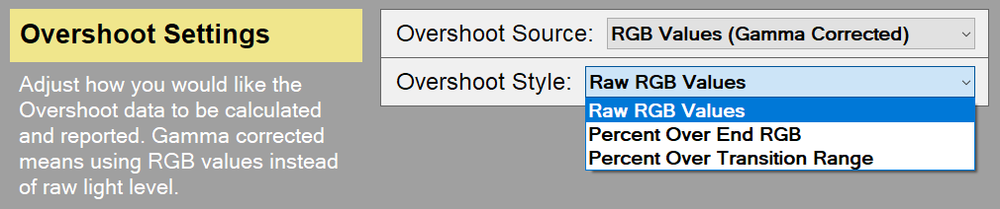 Overshoot Settings
Adjust how you would like the
Overshoot data to be calculated
and reported. Gamma corrected
means using RGB values instead
of raw light level.
Overshoot Source: RGB Values (Gamma Corrected)
Overshoot Style: Raw RGB Values
Raw RGB Values
Percent Over End RGB
Percent Over Transition Range